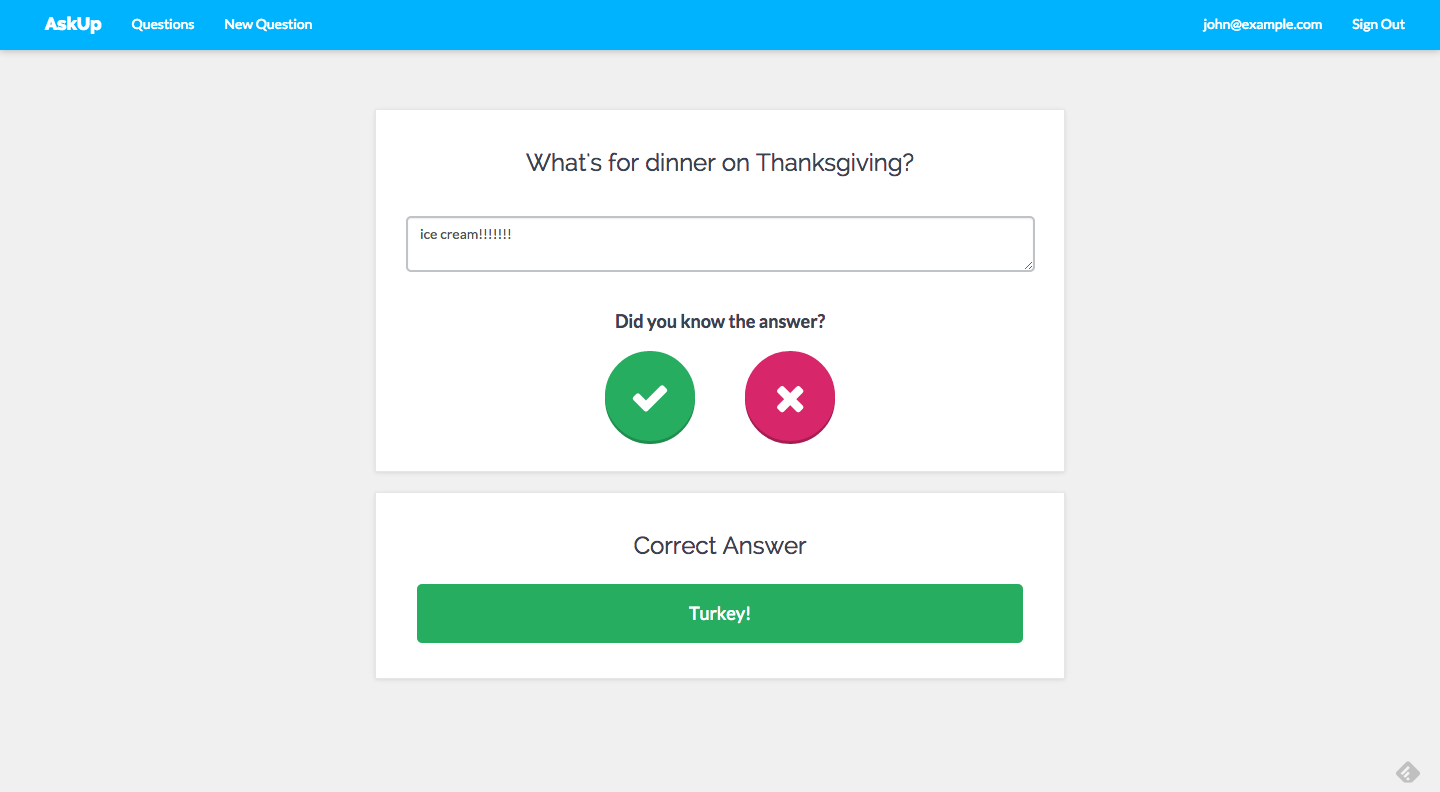 AskUp Questions New Question john@example.com Sign Out
What's for dinner on Thanksgiving?
ice cream!!!!!!!
Did you know the answer?
Correct Answer
Turkey!